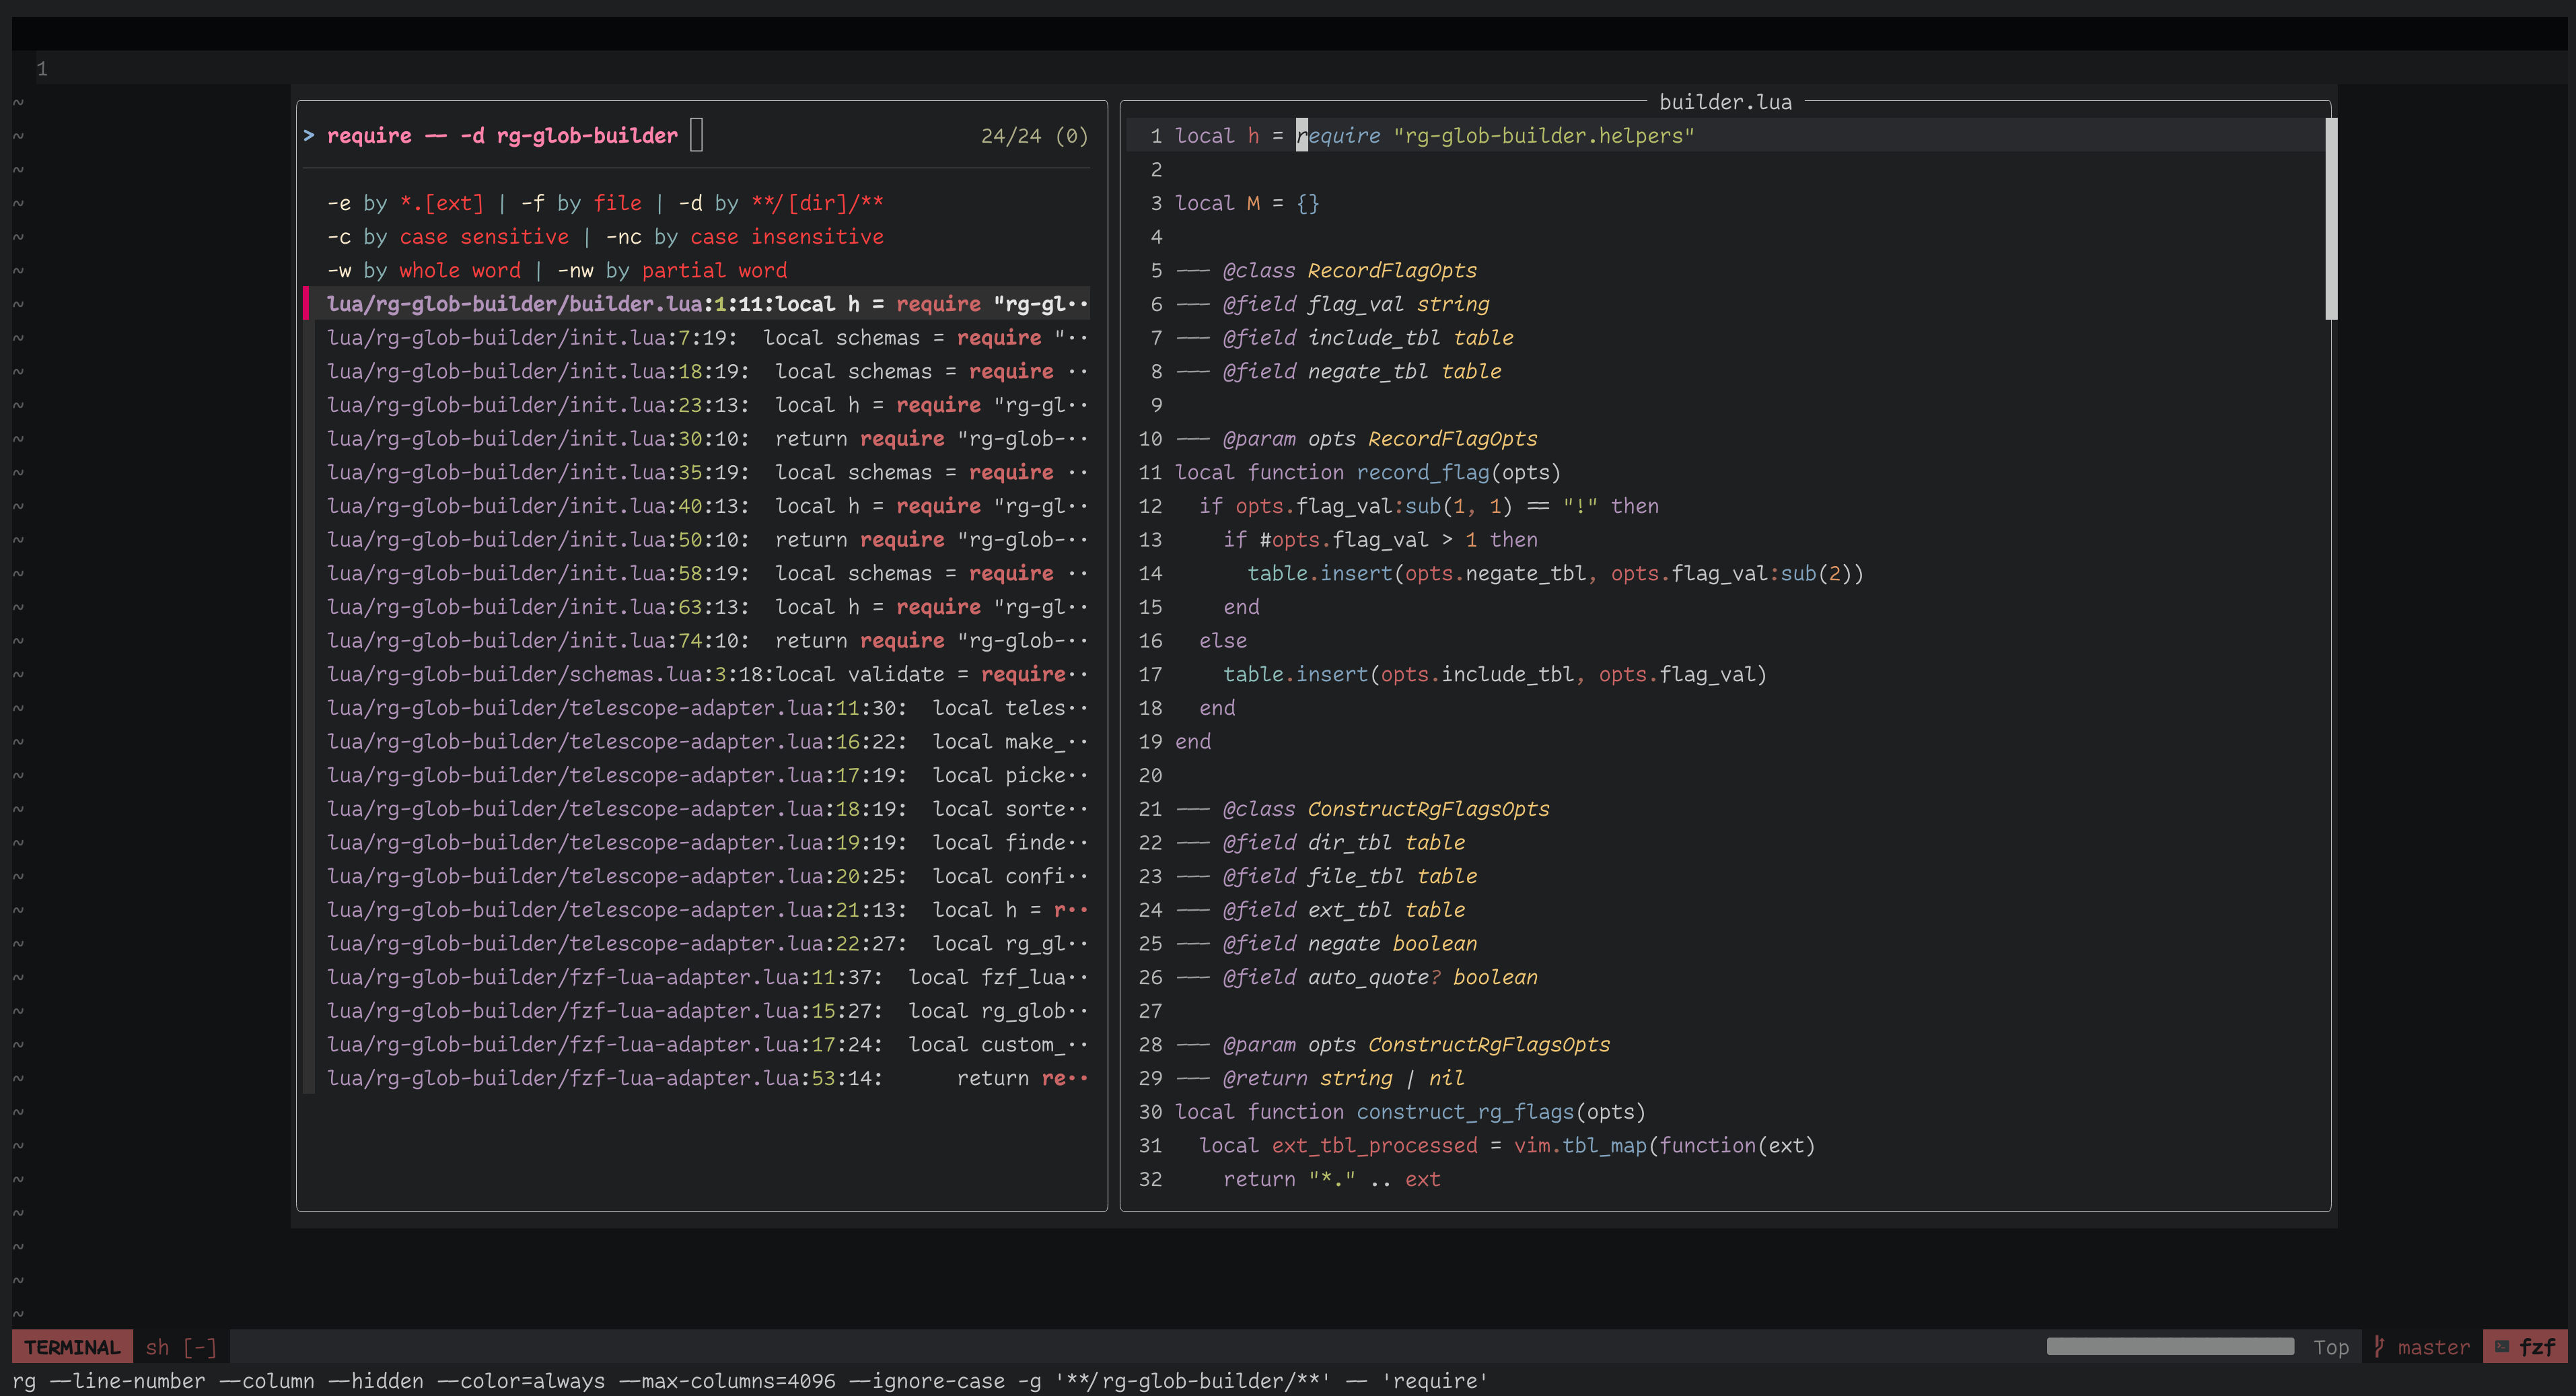 1
> require -- -d rg-glob-builder 24/24 (0)
-e by *.[ext] | -f by file | -d by **/[dir]/**
-c by case sensitive | -nc by case insensitive
-w by whole word | -nw by partial word
lua/rg-glob-builder/builder.lua:1:11:local h = require "rg-gl··
lua/rg-glob-builder/init.lua:7:19:  local schemas = require "··
lua/rg-glob-builder/init.lua:18:19:  local schemas = require ··
lua/rg-glob-builder/init.lua:23:13:  local h = require "rg-gl··
lua/rg-glob-builder/init.lua:30:10:  return require "rg-glob-··
lua/rg-glob-builder/init.lua:35:19:  local schemas = require ··
lua/rg-glob-builder/init.lua:40:13:  local h = require "rg-gl··
lua/rg-glob-builder/init.lua:50:10:  return require "rg-glob-··
lua/rg-glob-builder/init.lua:58:19:  local schemas = require ··
lua/rg-glob-builder/init.lua:63:13:  local h = require "rg-gl··
lua/rg-glob-builder/init.lua:74:10:  return require "rg-glob-··
lua/rg-glob-builder/schemas.lua:3:18:local validate = require··
lua/rg-glob-builder/telescope-adapter.lua:11:30:  local teles··
lua/rg-glob-builder/telescope-adapter.lua:16:22:  local make_··
lua/rg-glob-builder/telescope-adapter.lua:17:19:  local picke··
lua/rg-glob-builder/telescope-adapter.lua:18:19:  local sorte··
lua/rg-glob-builder/telescope-adapter.lua:19:19:  local finde··
lua/rg-glob-builder/telescope-adapter.lua:20:25:  local confi··
lua/rg-glob-builder/telescope-adapter.lua:21:13:  local h = r··
lua/rg-glob-builder/telescope-adapter.lua:22:27:  local rg_gl··
lua/rg-glob-builder/fzf-lua-adapter.lua:11:37:  local fzf_lua··
lua/rg-glob-builder/fzf-lua-adapter.lua:15:27:  local rg_glob··
lua/rg-glob-builder/fzf-lua-adapter.lua:17:24:  local custom_··
lua/rg-glob-builder/fzf-lua-adapter.lua:53:14:      return re··
builder.lua
1 local h = require "rg-glob-builder.helpers"
2
3 local M = {}
4
5 --- @class RecordFlagOpts
6 --- @field flag_val string
7 --- @field include_tbl table
8 --- @field negate_tbl table
9
10 --- @param opts RecordFlagOpts
11 local function record_flag(opts)
12   if opts.flag_val:sub(1, 1) == "!" then
13     if #opts.flag_val > 1 then
14       table.insert(opts.negate_tbl, opts.flag_val:sub(2))
15     end
16   else
17     table.insert(opts.include_tbl, opts.flag_val)
18   end
19 end
20
21 --- @class ConstructRgFlagsOpts
22 --- @field dir_tbl table
23 --- @field file_tbl table
24 --- @field ext_tbl table
25 --- @field negate boolean
26 --- @field auto_quote? boolean
27
28 --- @param opts ConstructRgFlagsOpts
29 --- @return string | nil
30 local function construct_rg_flags(opts)
31   local ext_tbl_processed = vim.tbl_map(function(ext)
32     return "*." .. ext
TERMINAL sh [-] Top master fzf
rg --line-number --column --hidden --color=always --max-columns=4096 --ignore-case -g '**/rg-glob-builder/**' -- 'require'